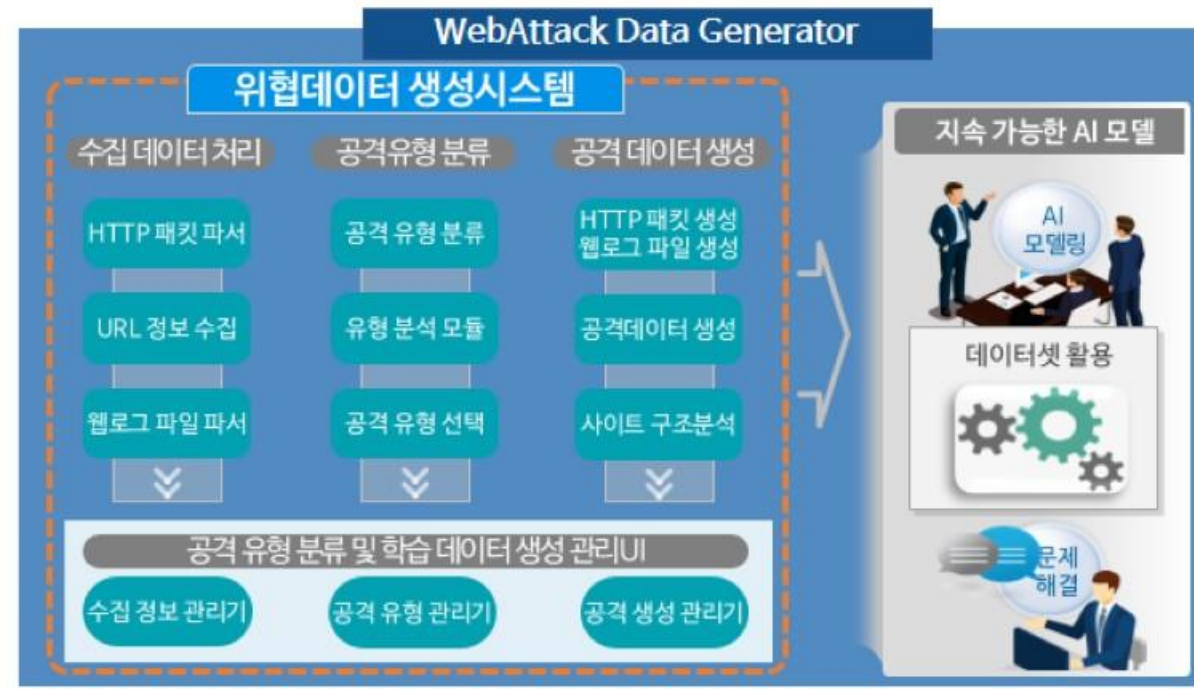 WebAttack Data Generator
위협데이터 생성시스템
수집 데이터 처리
HTTP 패킷 파서
URL 정보 수집
웹로그 파일 파서
공격유형 분류
공격 유형 분류
유형 분석 모듈
공격 유형 선택
공격 데이터 생성
HTTP 패킷 생성
웹로그 파일 생성
공격데이터 생성
사이트 구조분석
공격 유형 분류 및 학습 데이터 생성 관리UI
수집 정보 관리기
공격 유형 관리기
공격 생성 관리기
지속 가능한 AI 모델
AI
모델링
데이터셋 활용
문제
해결